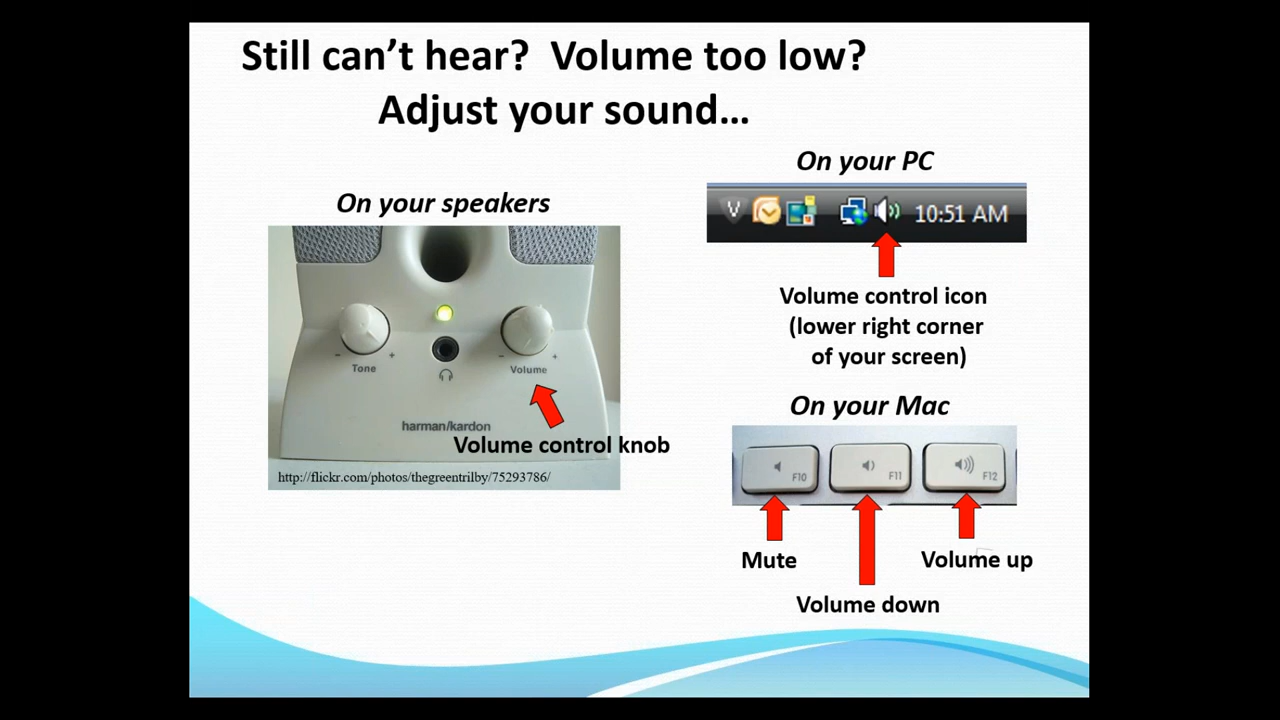 Still can't hear?  Volume too low?
Adjust your sound...
On your speakers
Tone
Volume
harman/kardon
Volume control knob
http://flickr.com/photos/thegreentrilby/75293786/
On your PC
V
10:51 AM
Volume control icon
(lower right corner
of your screen)
On your Mac
F10 F11 F12
Mute
Volume up
Volume down